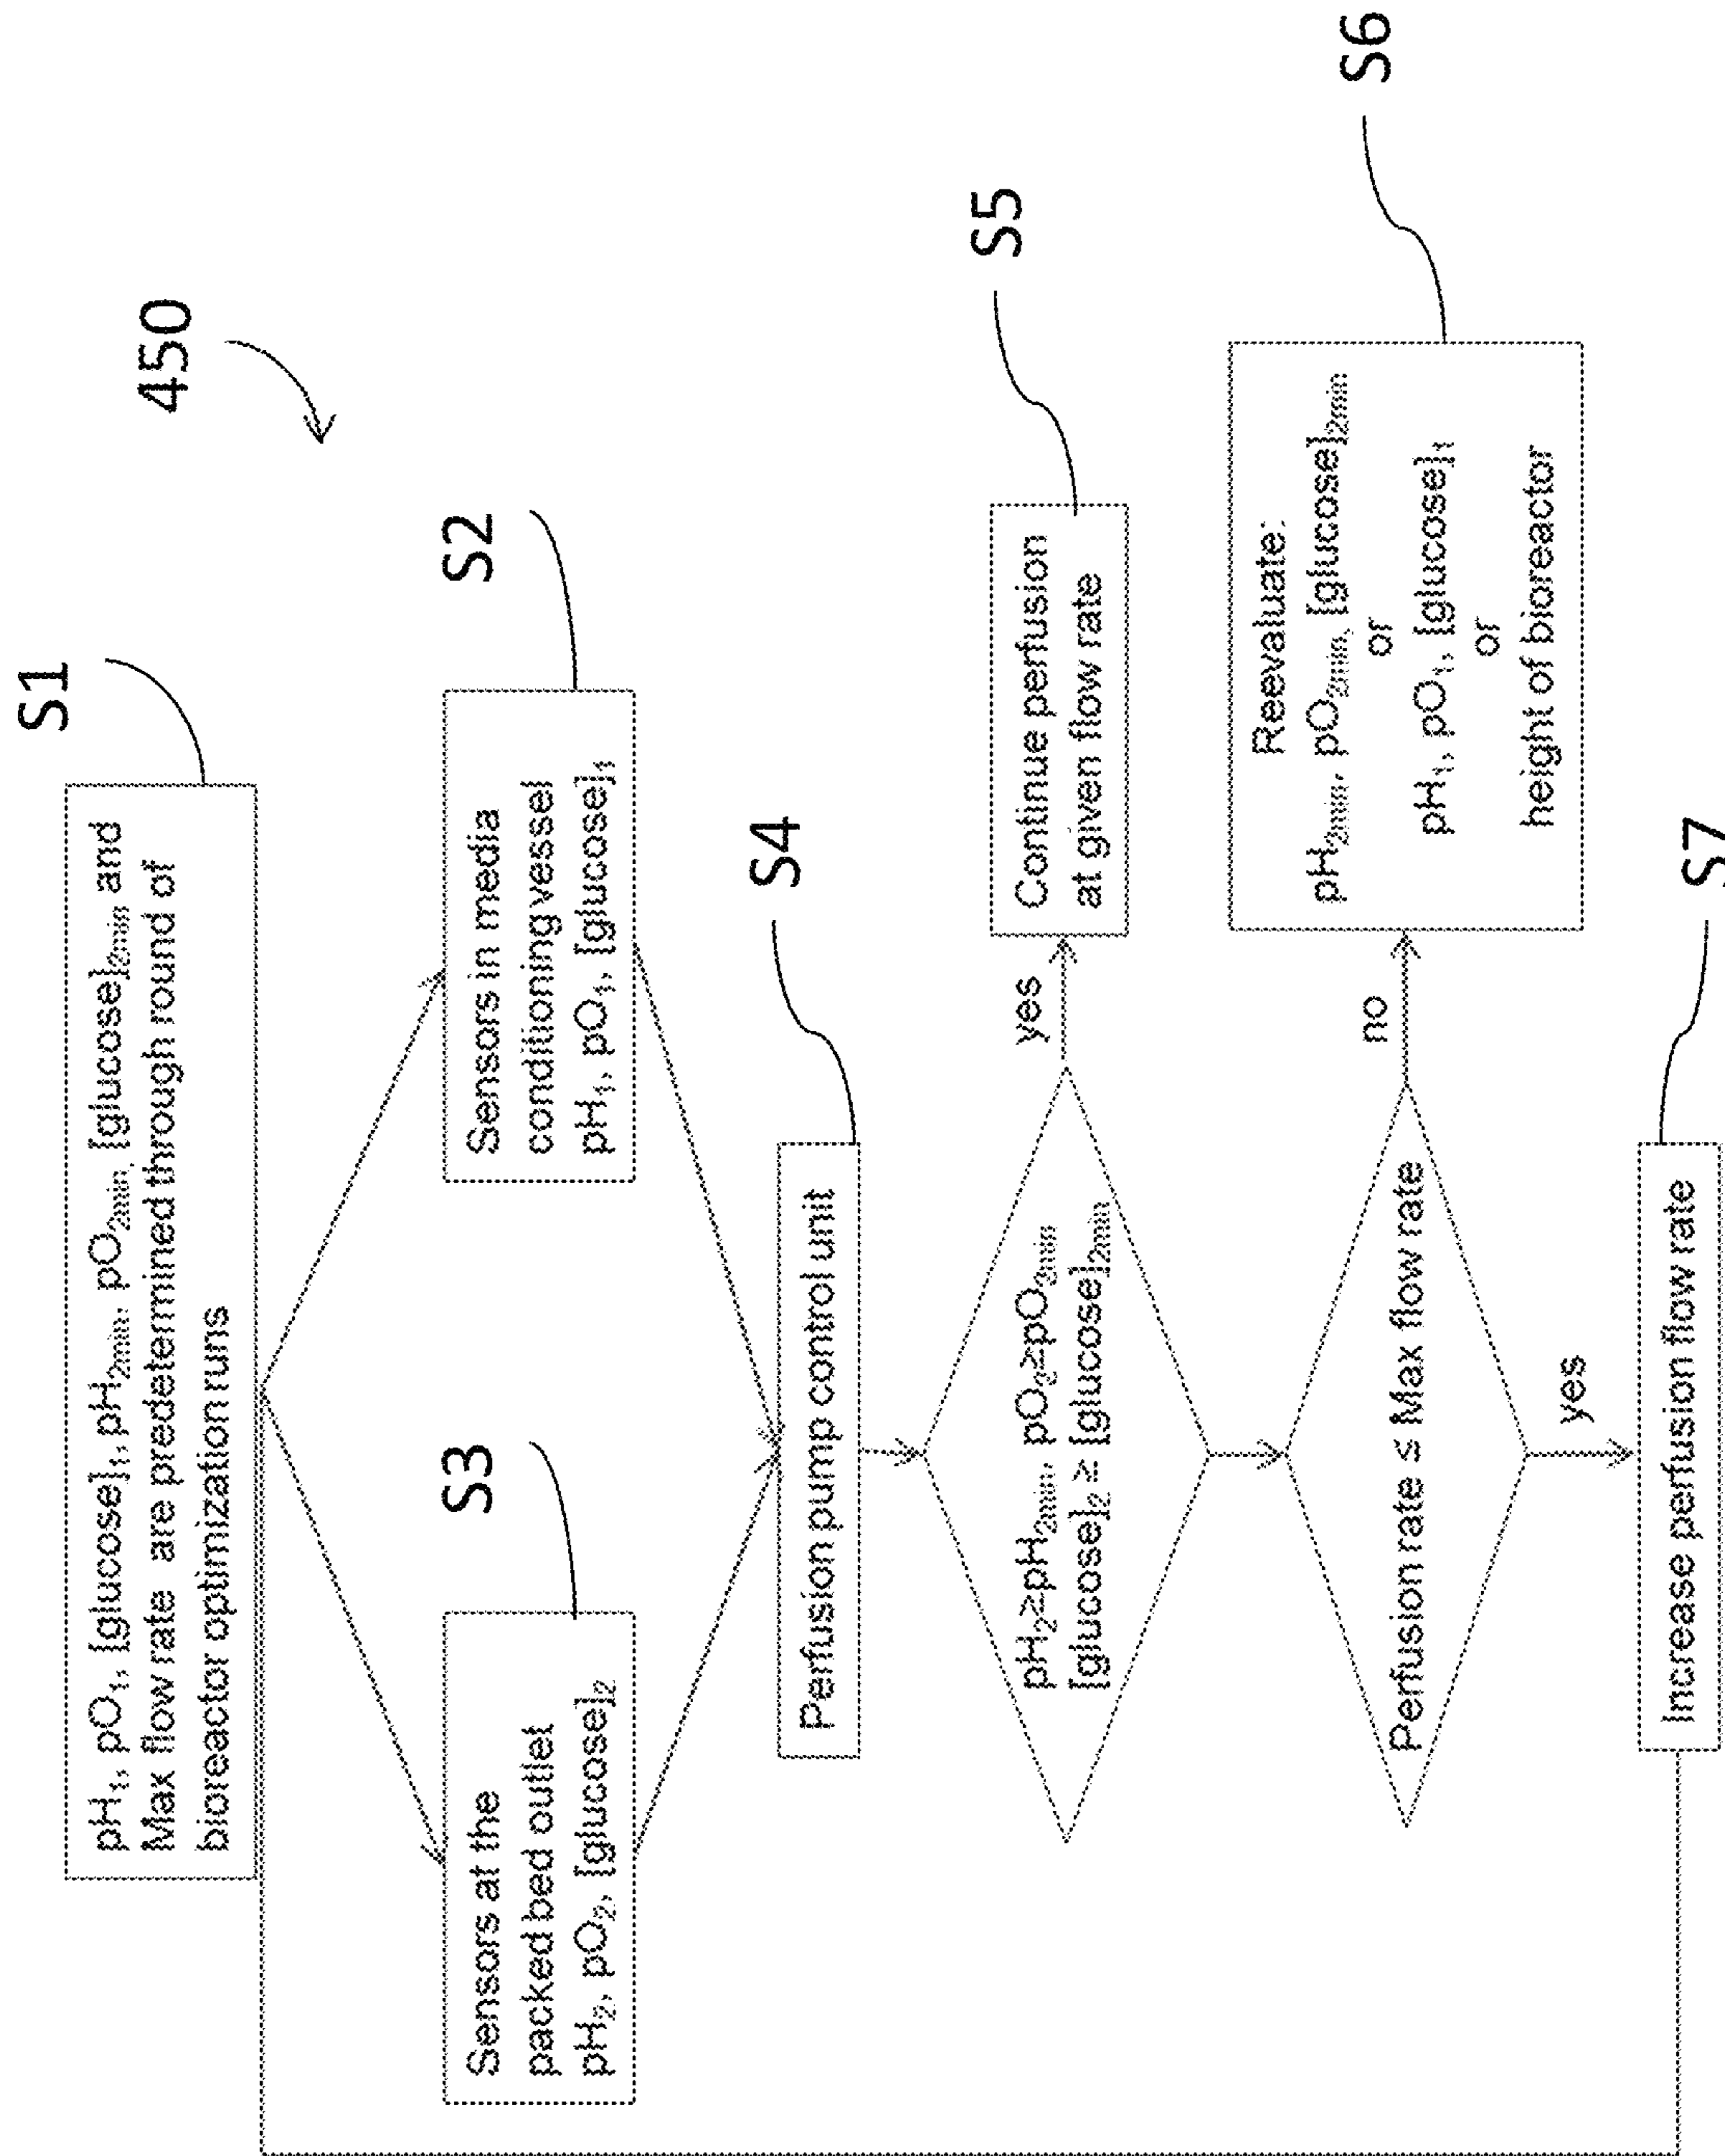 450
S1
pH₁, pO₁, [glucose]₁, pH₂ₘᵢₙ, pO₂ₘᵢₙ, [glucose]₂ₘᵢₙ and
Max flow rate are predetermined through round of
bioreactor optimization runs
S3
Sensors at the
packed bed outlet
pH₂, pO₂, [glucose]₂
S2
Sensors in media
conditioning vessel
pH₁, pO₁, [glucose]₁
S4
Perfusion pump control unit
pH₂≥pH₂ₘᵢₙ, pO₂≥pO₂ₘᵢₙ
[glucose]₂ ≥ [glucose]₂ₘᵢₙ
yes
S5
Continue perfusion
at given flow rate
Perfusion rate ≤ Max flow rate
no
S6
Reevaluate:
pH₂ₘᵢₙ, pO₂ₘᵢₙ, [glucose]₂ₘᵢₙ
or
pH₁, pO₁, [glucose]₁
or
height of bioreactor
yes
S7
Increase perfusion flow rate